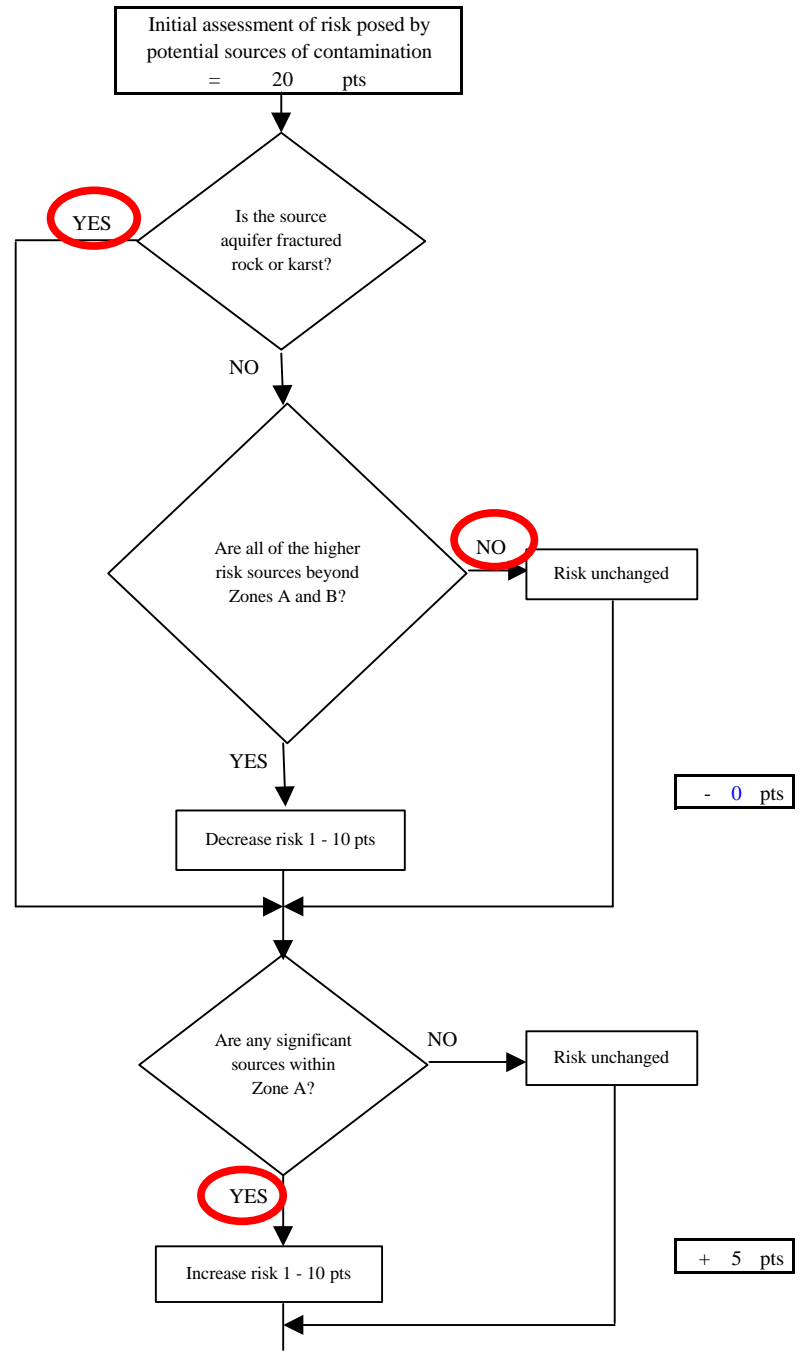 Initial assessment of risk posed by
potential sources of contamination
= 20 pts
YES
Is the source
aquifer fractured
rock or karst?
NO
Are all of the higher
risk sources beyond
Zones A and B?
NO
Risk unchanged
YES
- 0 pts
Decrease risk 1 - 10 pts
Are any significant
sources within
Zone A?
NO
Risk unchanged
YES
+ 5 pts
Increase risk 1 - 10 pts